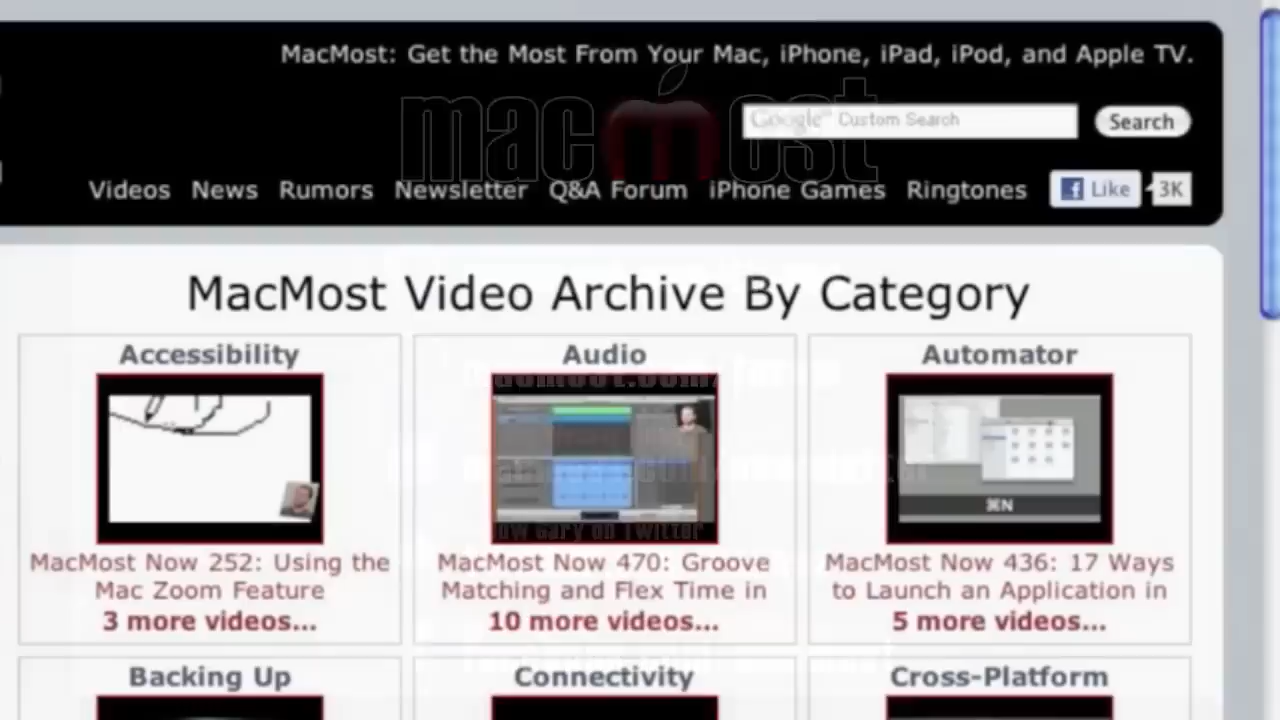 MacMost: Get the Most From Your Mac, iPhone, iPad, iPod, and Apple TV.
macmost
Google Custom Search
Search
Videos News Rumors Newsletter Q&A Forum iPhone Games Ringtones Like 3K
MacMost Video Archive By Category
Accessibility
Audio
Automator
⌘N
MacMost Now 252: Using the
Mac Zoom Feature
3 more videos...
MacMost Now 470: Groove
Matching and Flex Time in
10 more videos...
MacMost Now 436: 17 Ways
to Launch an Application in
5 more videos...
Backing Up
Connectivity
Cross-Platform